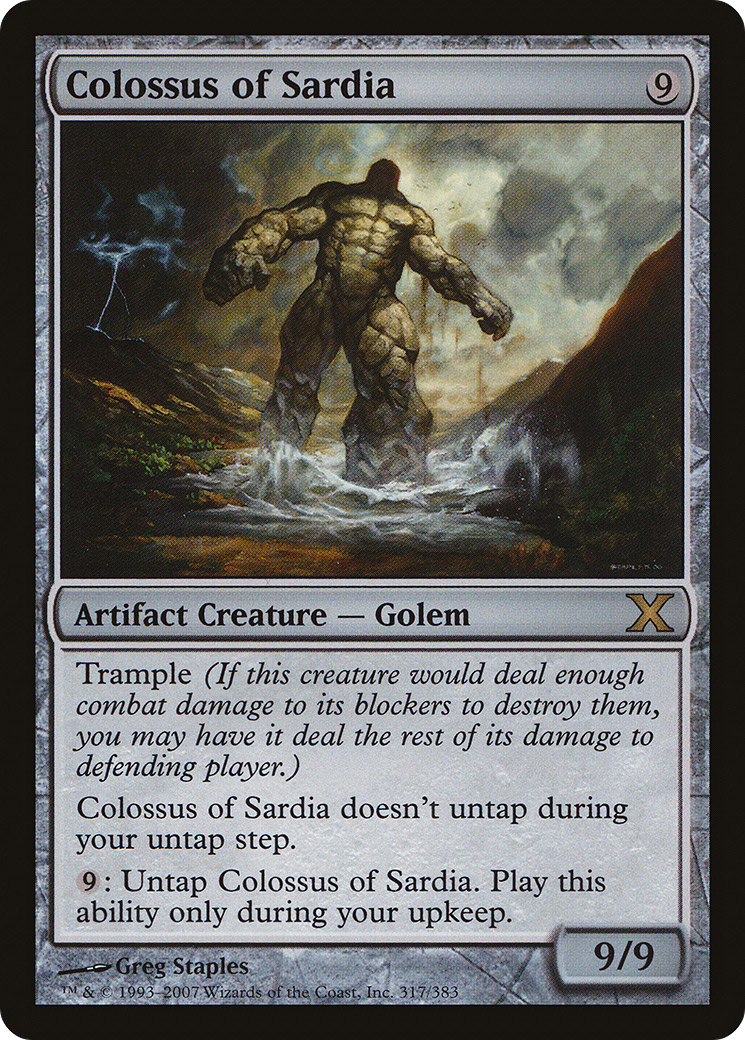 Colossus of Sardia 9
Artifact Creature — Golem X
Trample (If this creature would deal enough
combat damage to its blockers to destroy them,
you may have it deal the rest of its damage to
defending player.)
Colossus of Sardia doesn't untap during
your untap step.
9: Untap Colossus of Sardia. Play this
ability only during your upkeep.
9/9
Greg Staples
™ & © 1993–2007 Wizards of the Coast, Inc. 317/383